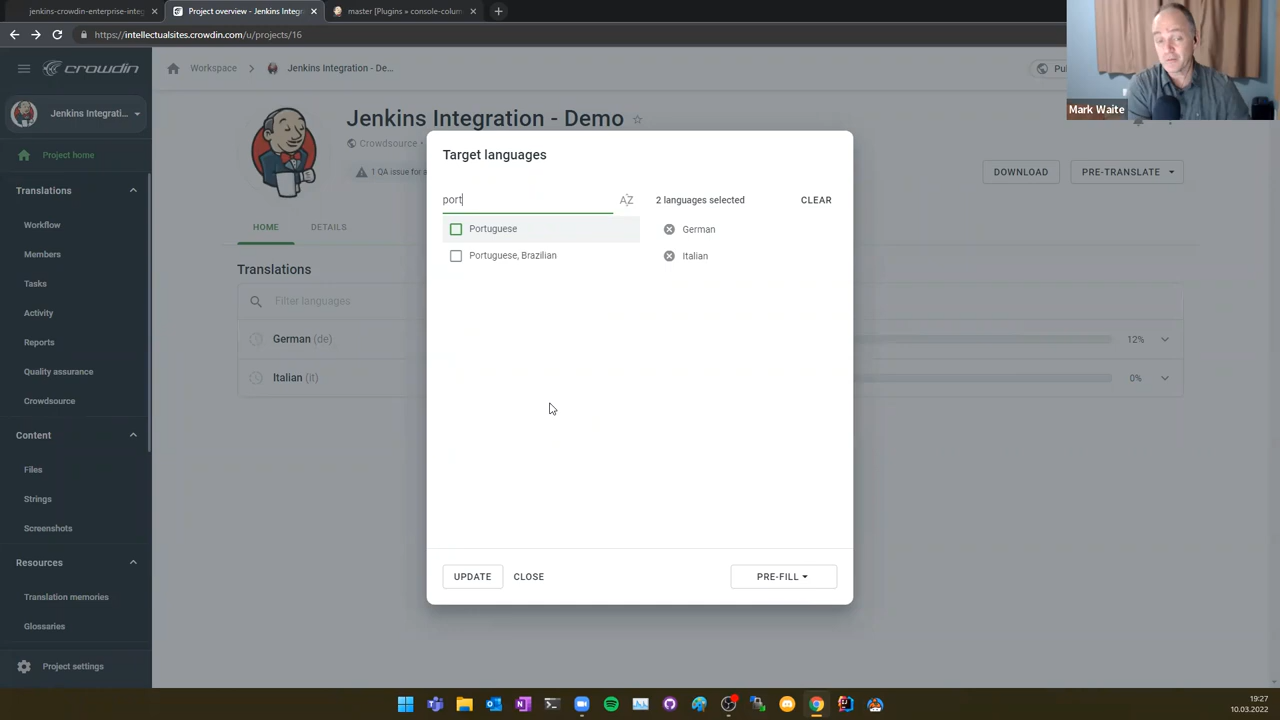 jenkins-crowdin-enterprise-inte
Project overview - Jenkins Integr
master [Plugins » console-colum
https://intellectualsites.crowdin.com/u/projects/16
crowdin
Workspace
Jenkins Integration - De...
Jenkins Integrati...
Jenkins Integration - Demo
Mark Waite
Project home
Crowdsource •
Target languages
1 QA issue for a
DOWNLOAD
PRE-TRANSLATE
Translations
port
AZ
2 languages selected
CLEAR
Workflow
HOME
DETAILS
Portuguese
German
Members
Portuguese, Brazilian
Italian
Translations
Tasks
Filter languages
Activity
German (de)
12%
Reports
Quality assurance
Italian (it)
0%
Crowdsource
Content
Files
Strings
Screenshots
Resources
UPDATE
CLOSE
PRE-FILL
Translation memories
Glossaries
Project settings
19:27
10.03.2022